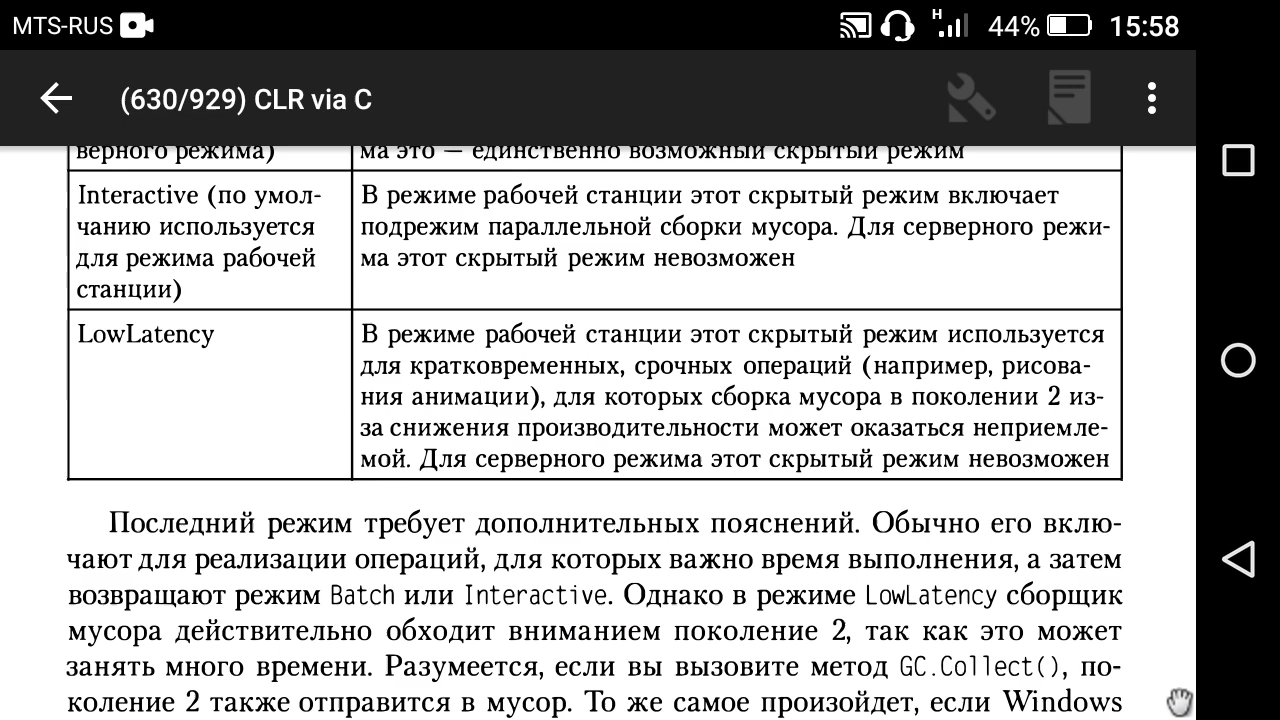 MTS-RUS H 44% 15:58
(630/929) CLR via C
верного режима)
ма это — единственно возможный скрытый режим
Interactive (по умол-
чанию используется
для режима рабочей
станции)
В режиме рабочей станции этот скрытый режим включает
подрежим параллельной сборки мусора. Для серверного режи-
ма этот скрытый режим невозможен
LowLatency
В режиме рабочей станции этот скрытый режим используется
для кратковременных, срочных операций (например, рисова-
ния анимации), для которых сборка мусора в поколении 2 из-
за снижения производительности может оказаться неприемле-
мой. Для серверного режима этот скрытый режим невозможен
Последний режим требует дополнительных пояснений. Обычно его вклю-
чают для реализации операций, для которых важно время выполнения, а затем
возвращают режим Batch или Interactive. Однако в режиме LowLatency сборщик
мусора действительно обходит вниманием поколение 2, так как это может
занять много времени. Разумеется, если вы вызовите метод GC.Collect(), по-
коление 2 также отправится в мусор. То же самое произойдет, если Windows